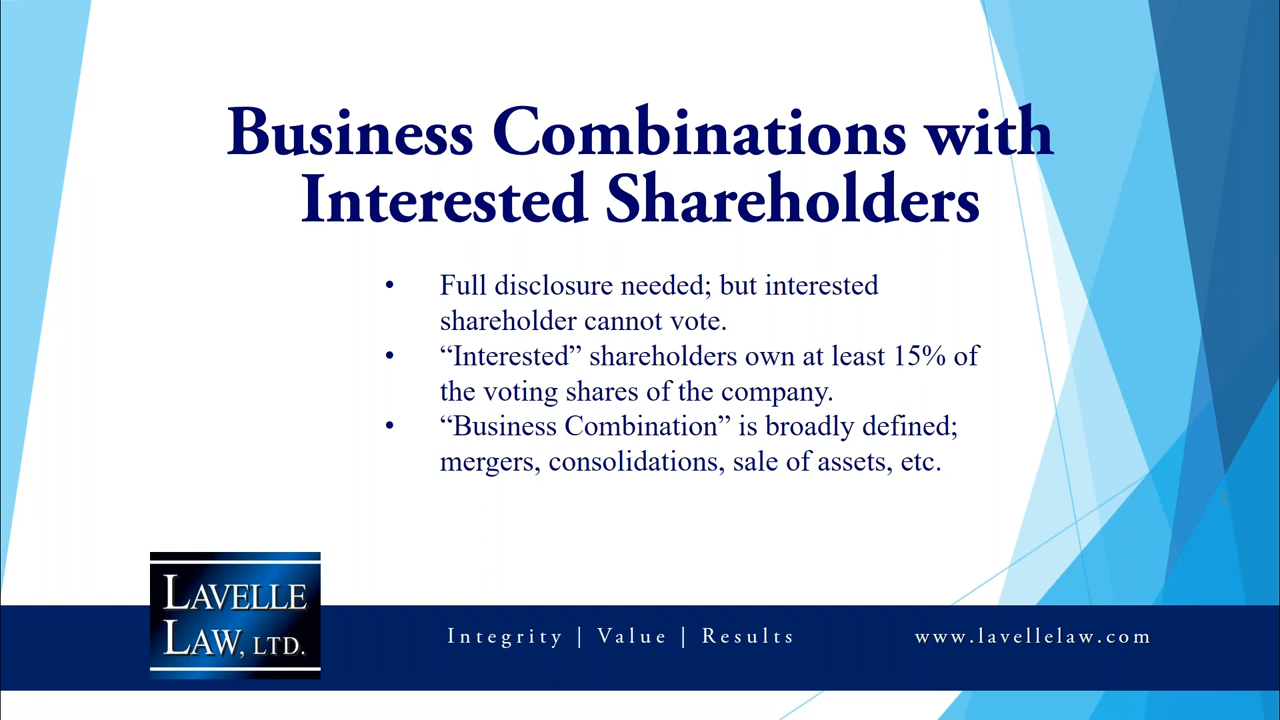 Business Combinations with
Interested Shareholders
• Full disclosure needed; but interested
shareholder cannot vote.
• “Interested” shareholders own at least 15% of
the voting shares of the company.
• “Business Combination” is broadly defined;
mergers, consolidations, sale of assets, etc.
LAVELLE
LAW, LTD.
Integrity | Value | Results
www.lavellelaw.com